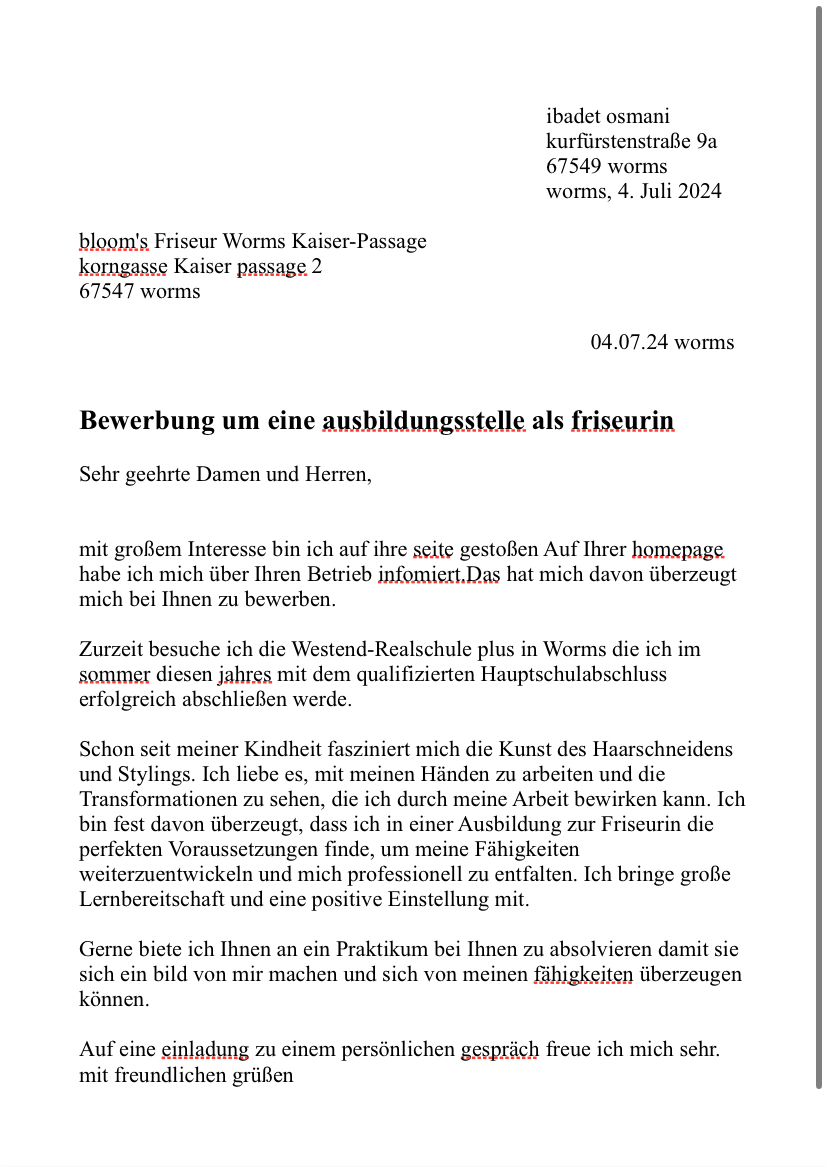 ibadet osmani
kurfürstenstraße 9a
67549 worms
worms, 4. Juli 2024
bloom's Friseur Worms Kaiser-Passage
korngasse Kaiser passage 2
67547 worms
04.07.24 worms
Bewerbung um eine ausbildungsstelle als friseurin
Sehr geehrte Damen und Herren,
mit großem Interesse bin ich auf ihre seite gestoßen Auf Ihrer homepage
habe ich mich über Ihren Betrieb infomiert.Das hat mich davon überzeugt
mich bei Ihnen zu bewerben.
Zurzeit besuche ich die Westend-Realschule plus in Worms die ich im
sommer diesen jahres mit dem qualifizierten Hauptschulabschluss
erfolgreich abschließen werde.
Schon seit meiner Kindheit fasziniert mich die Kunst des Haarschneidens
und Stylings. Ich liebe es, mit meinen Händen zu arbeiten und die
Transformationen zu sehen, die ich durch meine Arbeit bewirken kann. Ich
bin fest davon überzeugt, dass ich in einer Ausbildung zur Friseurin die
perfekten Voraussetzungen finde, um meine Fähigkeiten
weiterzuentwickeln und mich professionell zu entfalten. Ich bringe große
Lernbereitschaft und eine positive Einstellung mit.
Gerne biete ich Ihnen an ein Praktikum bei Ihnen zu absolvieren damit sie
sich ein bild von mir machen und sich von meinen fähigkeiten überzeugen
können.
Auf eine einladung zu einem persönlichen gespräch freue ich mich sehr.
mit freundlichen grüßen